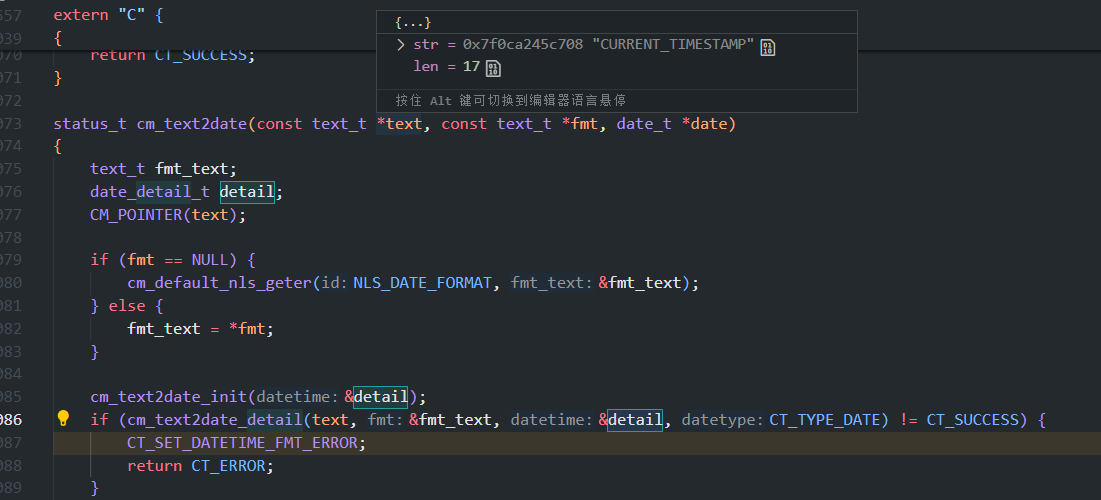 557 extern "C" {
039 {
070 return CT_SUCCESS;
071 }
072
073 status_t cm_text2date(const text_t *text, const text_t *fmt, date_t *date)
074 {
075 text_t fmt_text;
076 date_detail_t detail;
077 CM_POINTER(text);
078
079 if (fmt == NULL) {
080 cm_default_nls_geter(id: NLS_DATE_FORMAT, fmt_text: &fmt_text);
081 } else {
082 fmt_text = *fmt;
083 }
084
085 cm_text2date_init(datetime: &detail);
086 if (cm_text2date_detail(text, fmt: &fmt_text, datetime: &detail, datetype: CT_TYPE_DATE) != CT_SUCCESS) {
087 CT_SET_DATETIME_FMT_ERROR;
088 return CT_ERROR;
089 }
{...}
str = 0x7f0ca245c708 "CURRENT_TIMESTAMP"
len = 17
按住 Alt 键可切换到编辑器语言悬停